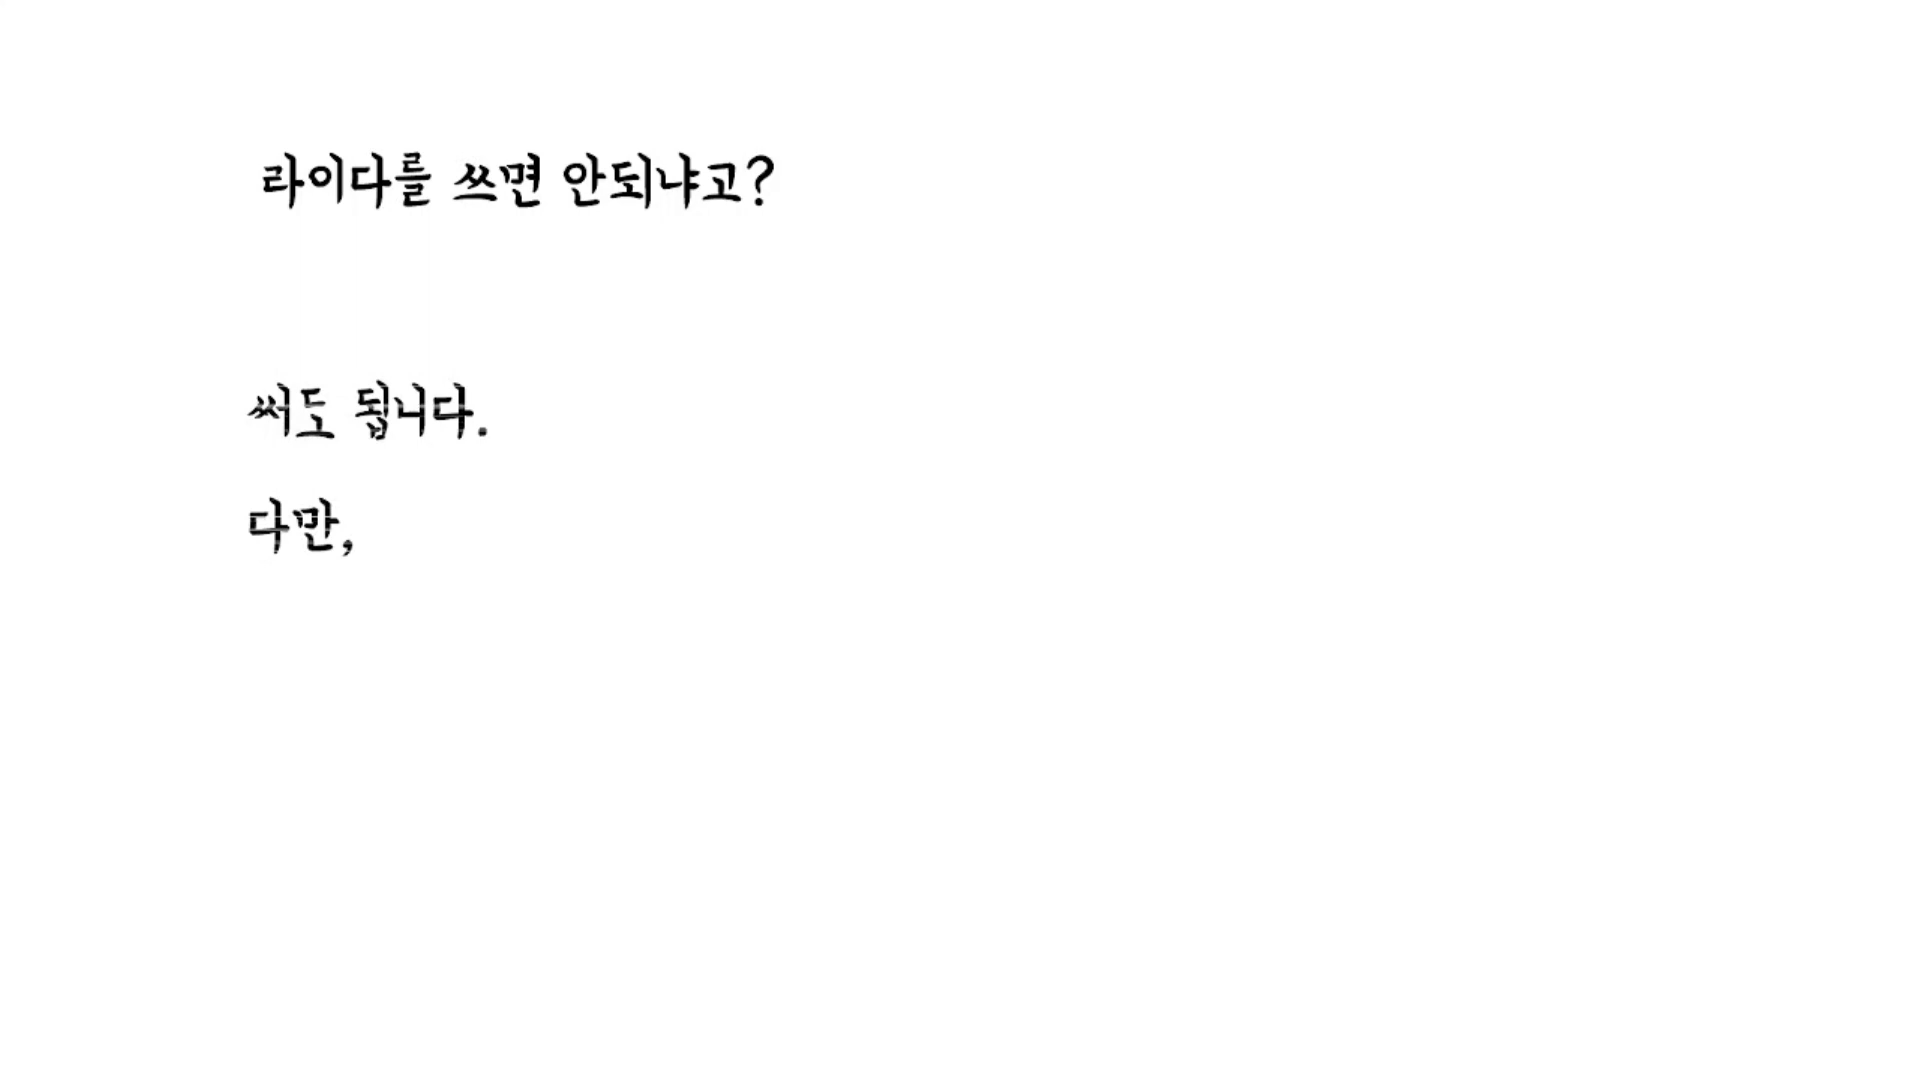 라이다를 쓰면 안되냐고?
써도 됩니다.
다만,